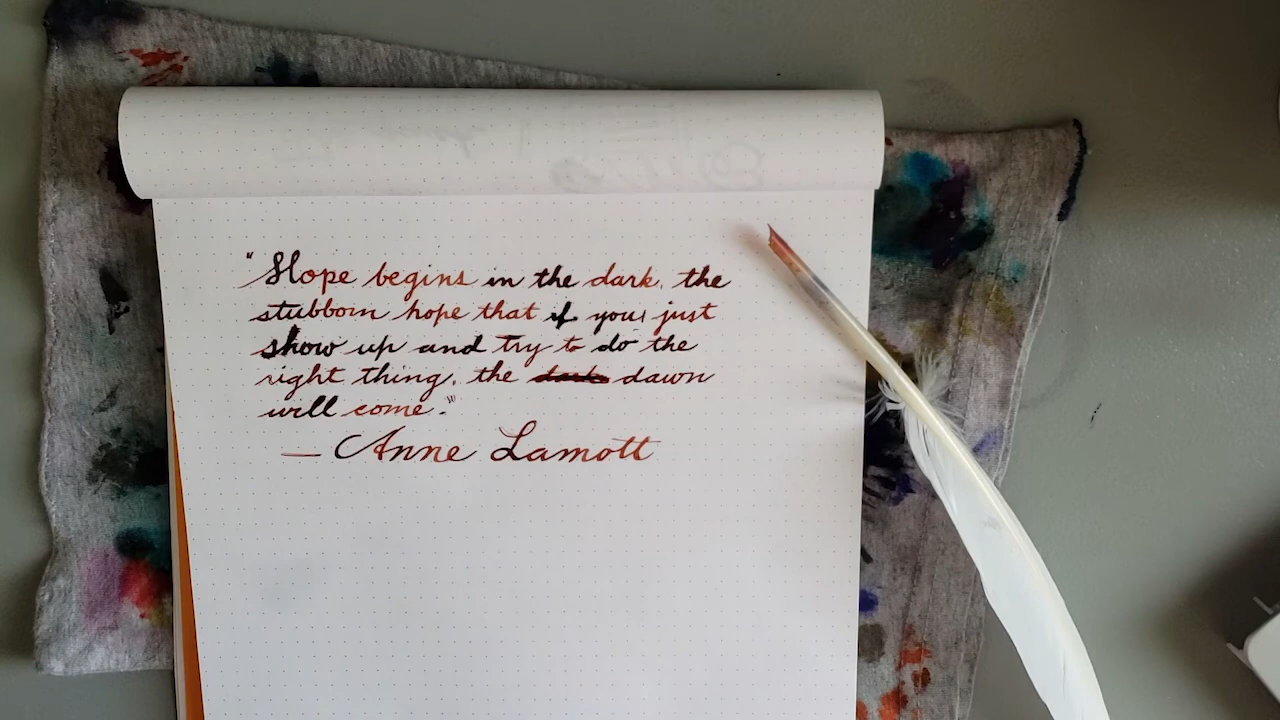 "Hope begins in the dark, the
stubborn hope that if you just
show up and try to do the
right thing, the dark dawn
will come."
— Anne Lamott